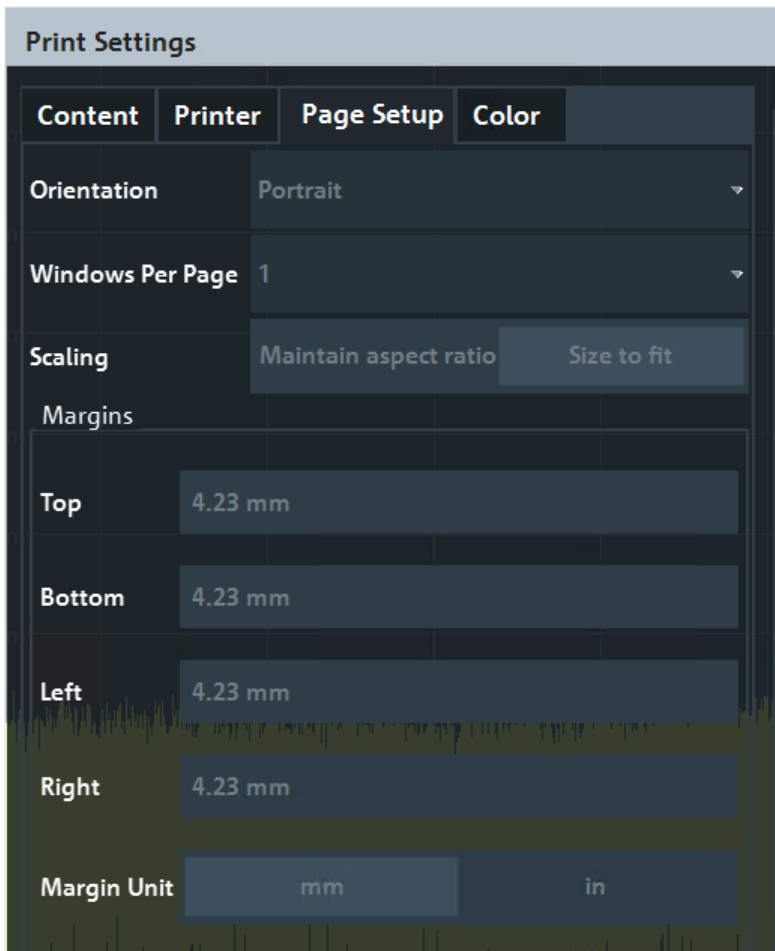 Print Settings
Content Printer Page Setup Color
Orientation Portrait
Windows Per Page 1
Scaling Maintain aspect ratio Size to fit
Margins
Top 4.23 mm
Bottom 4.23 mm
Left 4.23 mm
Right 4.23 mm
Margin Unit mm in